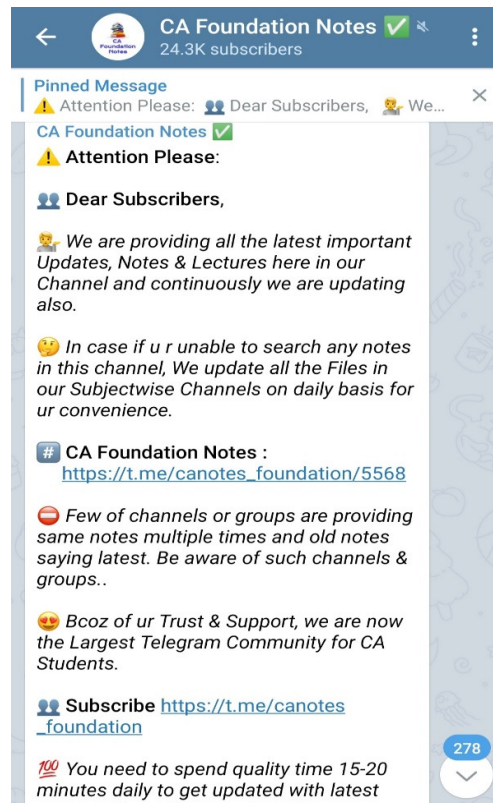 CA Foundation Notes ✅
24.3K subscribers
CA
Foundation
Notes
Pinned Message
⚠️ Attention Please: 👥 Dear Subscribers, 💁‍♂️ We...
CA Foundation Notes ✅
⚠️ Attention Please:
👥 Dear Subscribers,
💁‍♂️ We are providing all the latest important
Updates, Notes & Lectures here in our
Channel and continuously we are updating
also.
🤔 In case if u r unable to search any notes
in this channel, We update all the Files in
our Subjectwise Channels on daily basis for
ur convenience.
#️⃣ CA Foundation Notes :
https://t.me/canotes_foundation/5568
⛔ Few of channels or groups are providing
same notes multiple times and old notes
saying latest. Be aware of such channels &
groups..
😍 Bcoz of ur Trust & Support, we are now
the Largest Telegram Community for CA
Students.
👥 Subscribe https://t.me/canotes
_foundation
💯 You need to spend quality time 15-20
minutes daily to get updated with latest
278